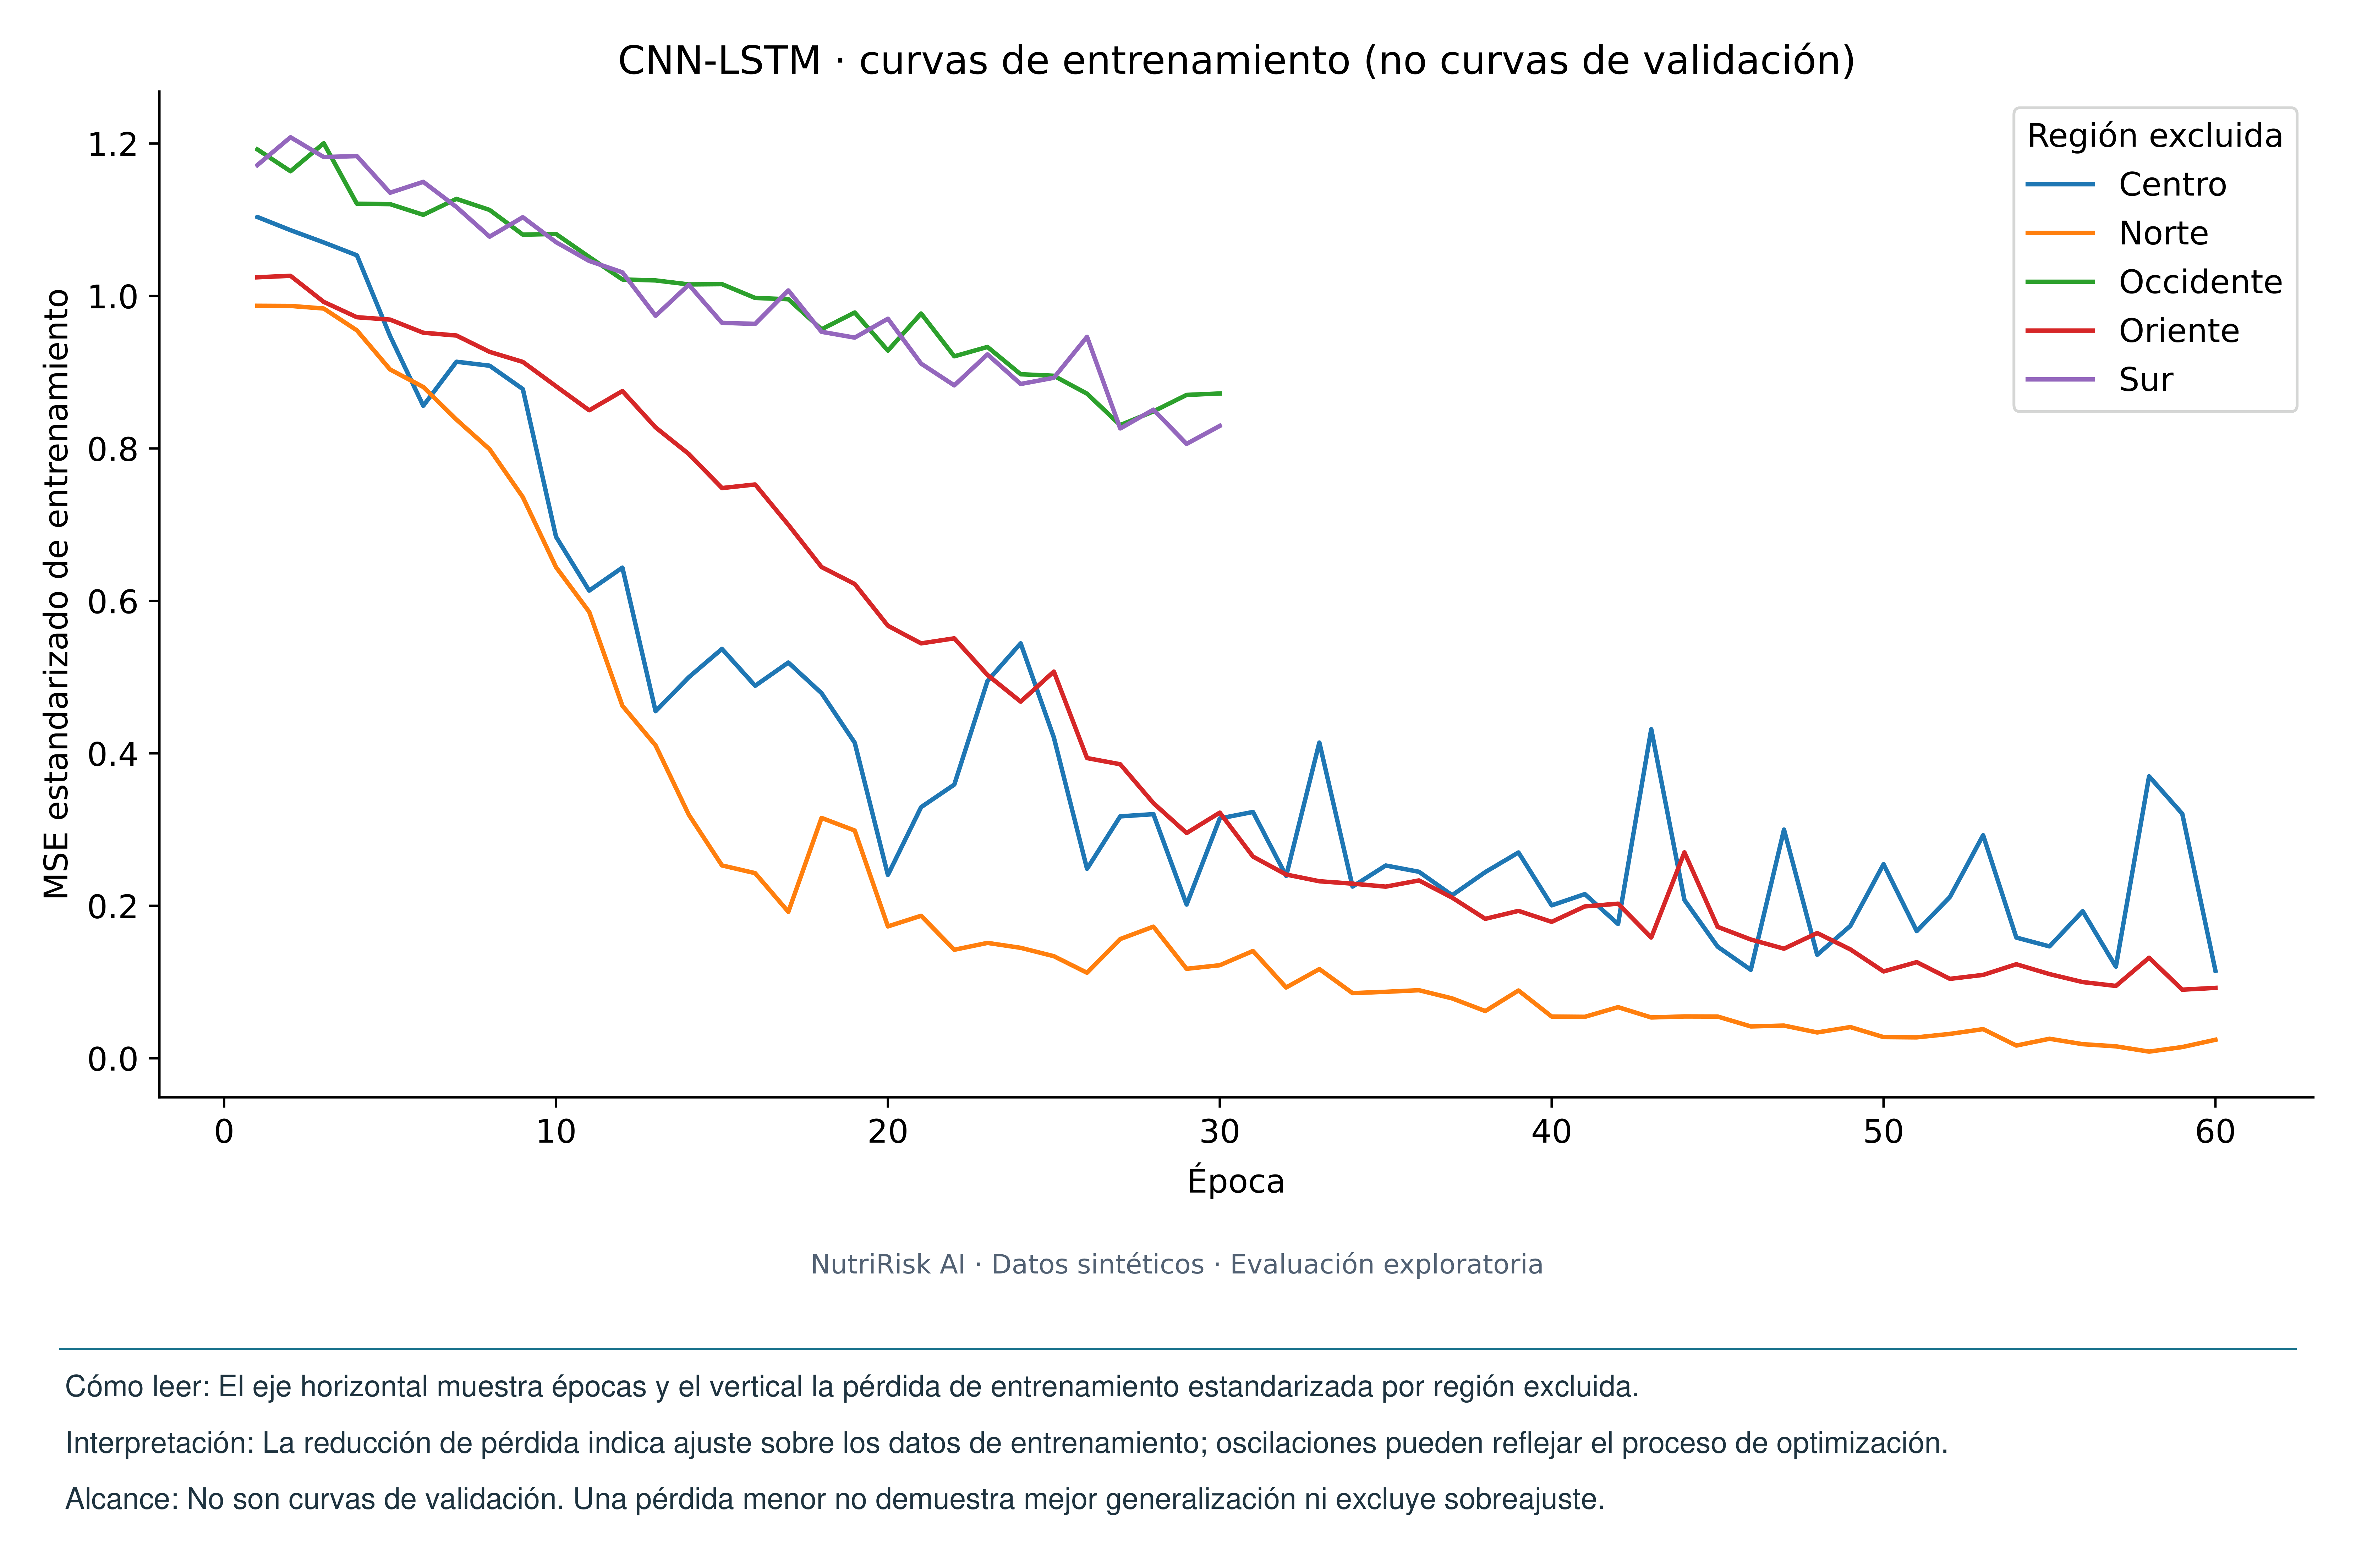 CNN-LSTM · curvas de entrenamiento (no curvas de validación)
MSE estandarizado de entrenamiento
1.2
1.0
0.8
0.6
0.4
0.2
0.0
Región excluida
Centro
Norte
Occidente
Oriente
Sur
0 10 20 30 40 50 60
Época
NutriRisk AI · Datos sintéticos · Evaluación exploratoria
Cómo leer: El eje horizontal muestra épocas y el vertical la pérdida de entrenamiento estandarizada por región excluida.
Interpretación: La reducción de pérdida indica ajuste sobre los datos de entrenamiento; oscilaciones pueden reflejar el proceso de optimización.
Alcance: No son curvas de validación. Una pérdida menor no demuestra mejor generalización ni excluye sobreajuste.